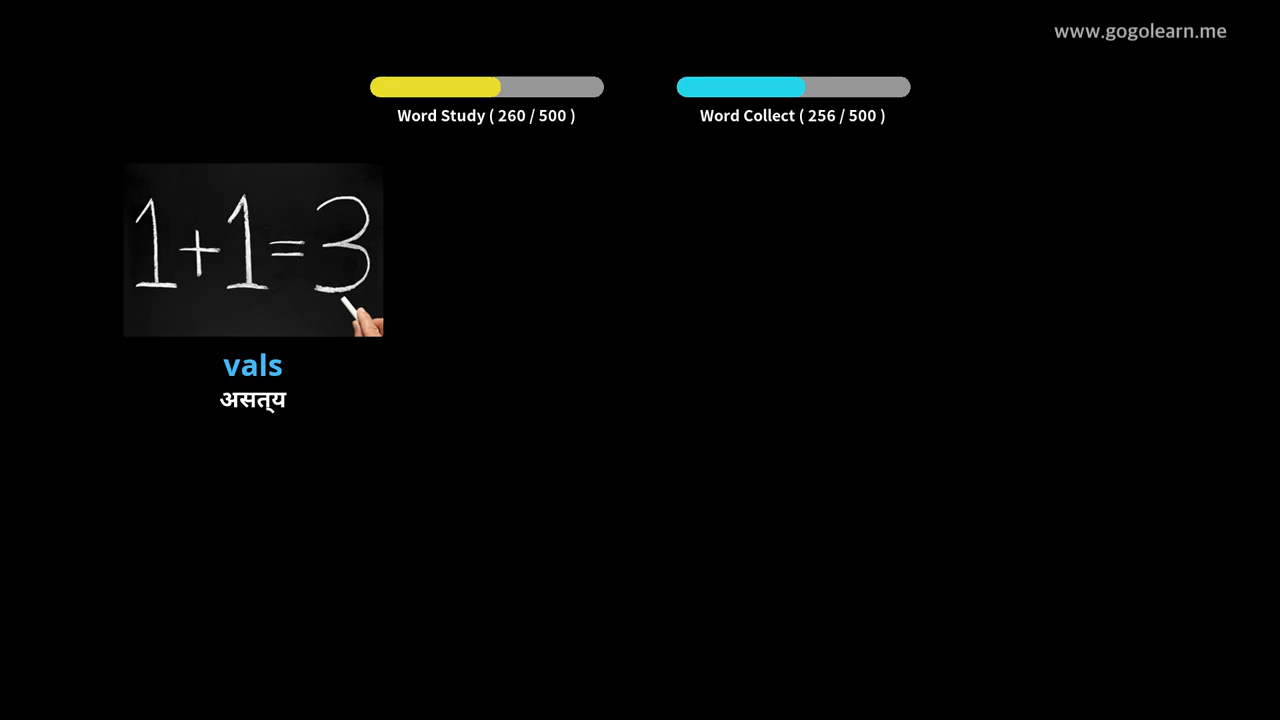 www.gogolearn.me
Word Study ( 260 / 500 )
Word Collect ( 256 / 500 )
1+1=3
vals
असत्य